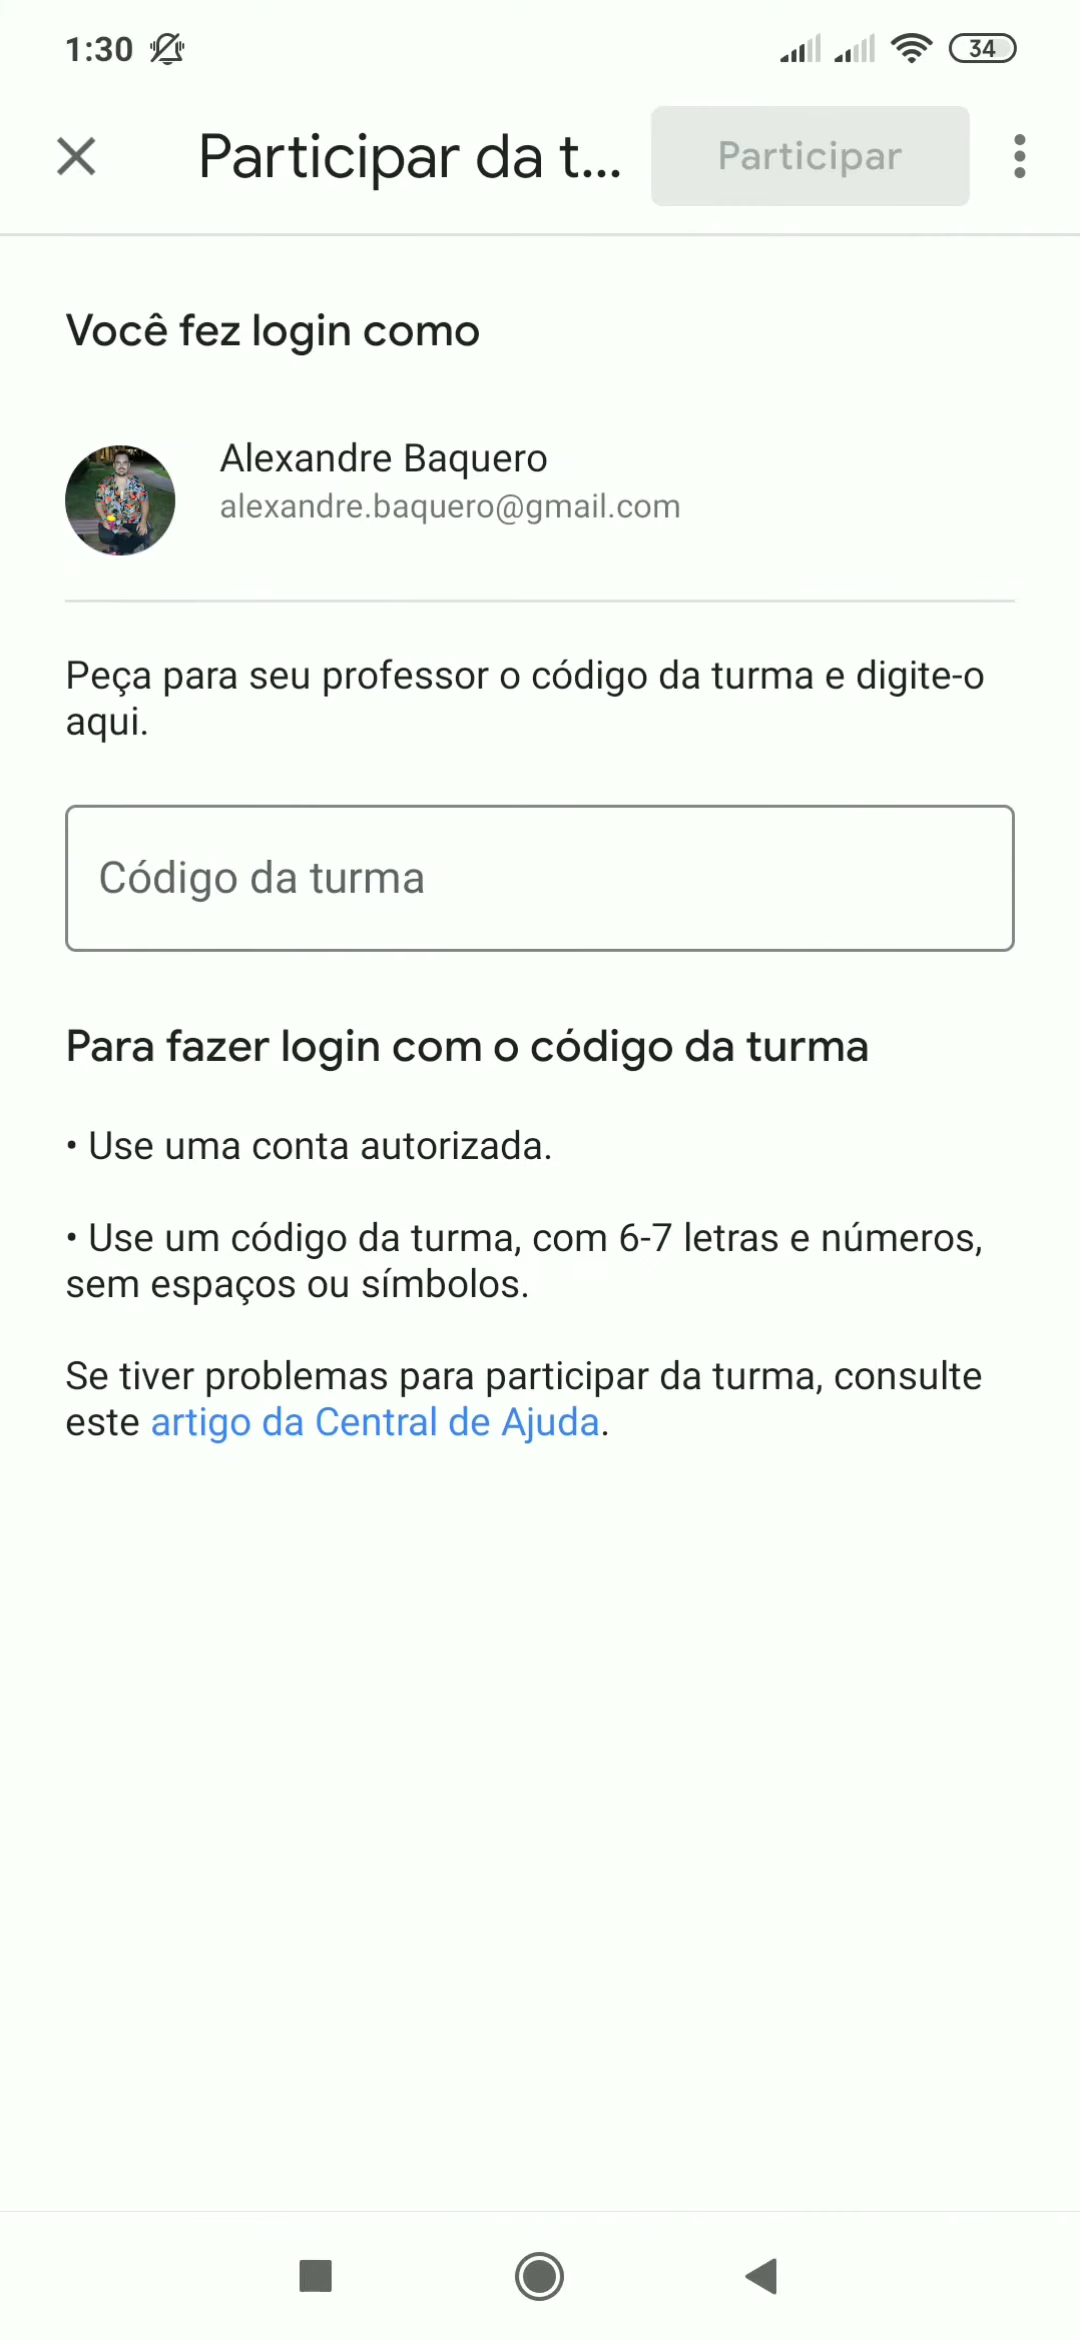 1:30
34
Participar da t...
Participar
Você fez login como
Alexandre Baquero
alexandre.baquero@gmail.com
Peça para seu professor o código da turma e digite-o
aqui.
Código da turma
Para fazer login com o código da turma
• Use uma conta autorizada.
• Use um código da turma, com 6-7 letras e números,
sem espaços ou símbolos.
Se tiver problemas para participar da turma, consulte
este artigo da Central de Ajuda.